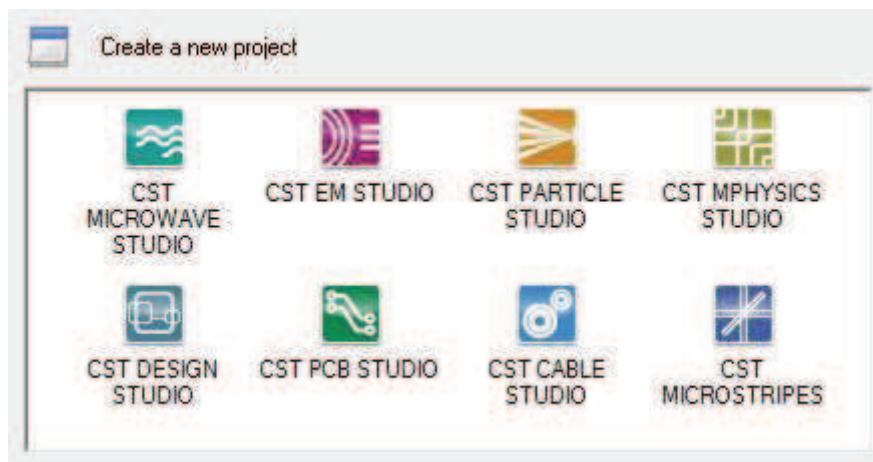 Create a new project
CST
MICROWAVE
STUDIO
CST EM STUDIO
CST PARTICLE
STUDIO
CST MPHYSICS
STUDIO
CST DESIGN
STUDIO
CST PCB STUDIO
CST CABLE
STUDIO
CST
MICROSTRIPES